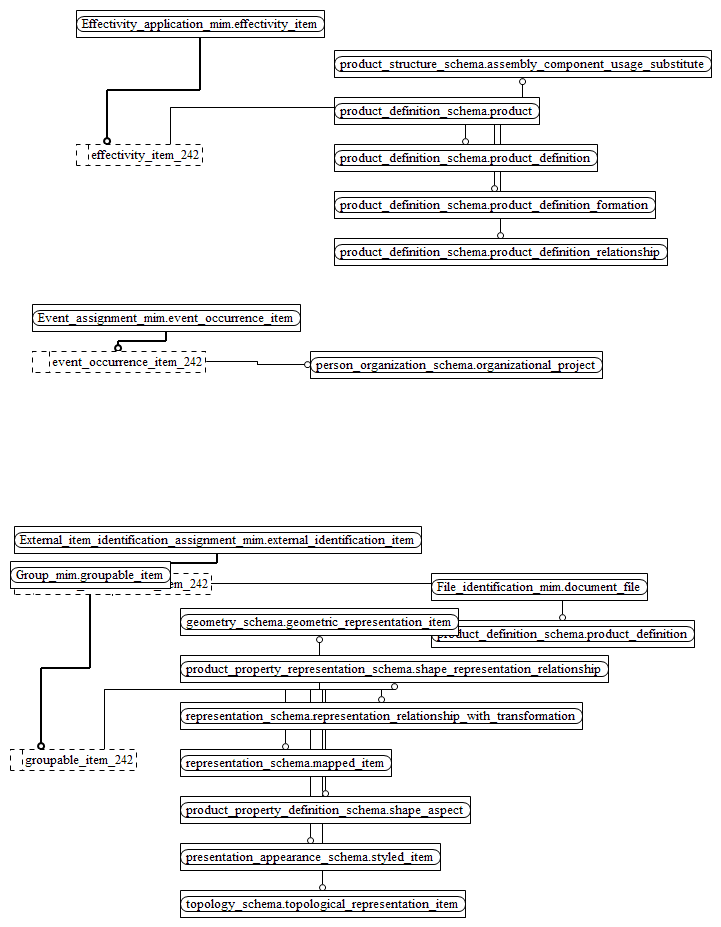 Effectivity_application_mim.effectivity_item
product_structure_schema.assembly_component_usage_substitute
product_definition_schema.product
effectivity_item_242
product_definition_schema.product_definition
product_definition_schema.product_definition_formation
product_definition_schema.product_definition_relationship
Event_assignment_mim.event_occurrence_item
event_occurrence_item_242
person_organization_schema.organizational_project
External_item_identification_assignment_mim.external_identification_item
Group_mim.groupable_item
em_242
File_identification_mim.document_file
geometry_schema.geometric_representation_item
product_definition_schema.product_definition
product_property_representation_schema.shape_representation_relationship
representation_schema.representation_relationship_with_transformation
groupable_item_242
representation_schema.mapped_item
product_property_definition_schema.shape_aspect
presentation_appearance_schema.styled_item
topology_schema.topological_representation_item